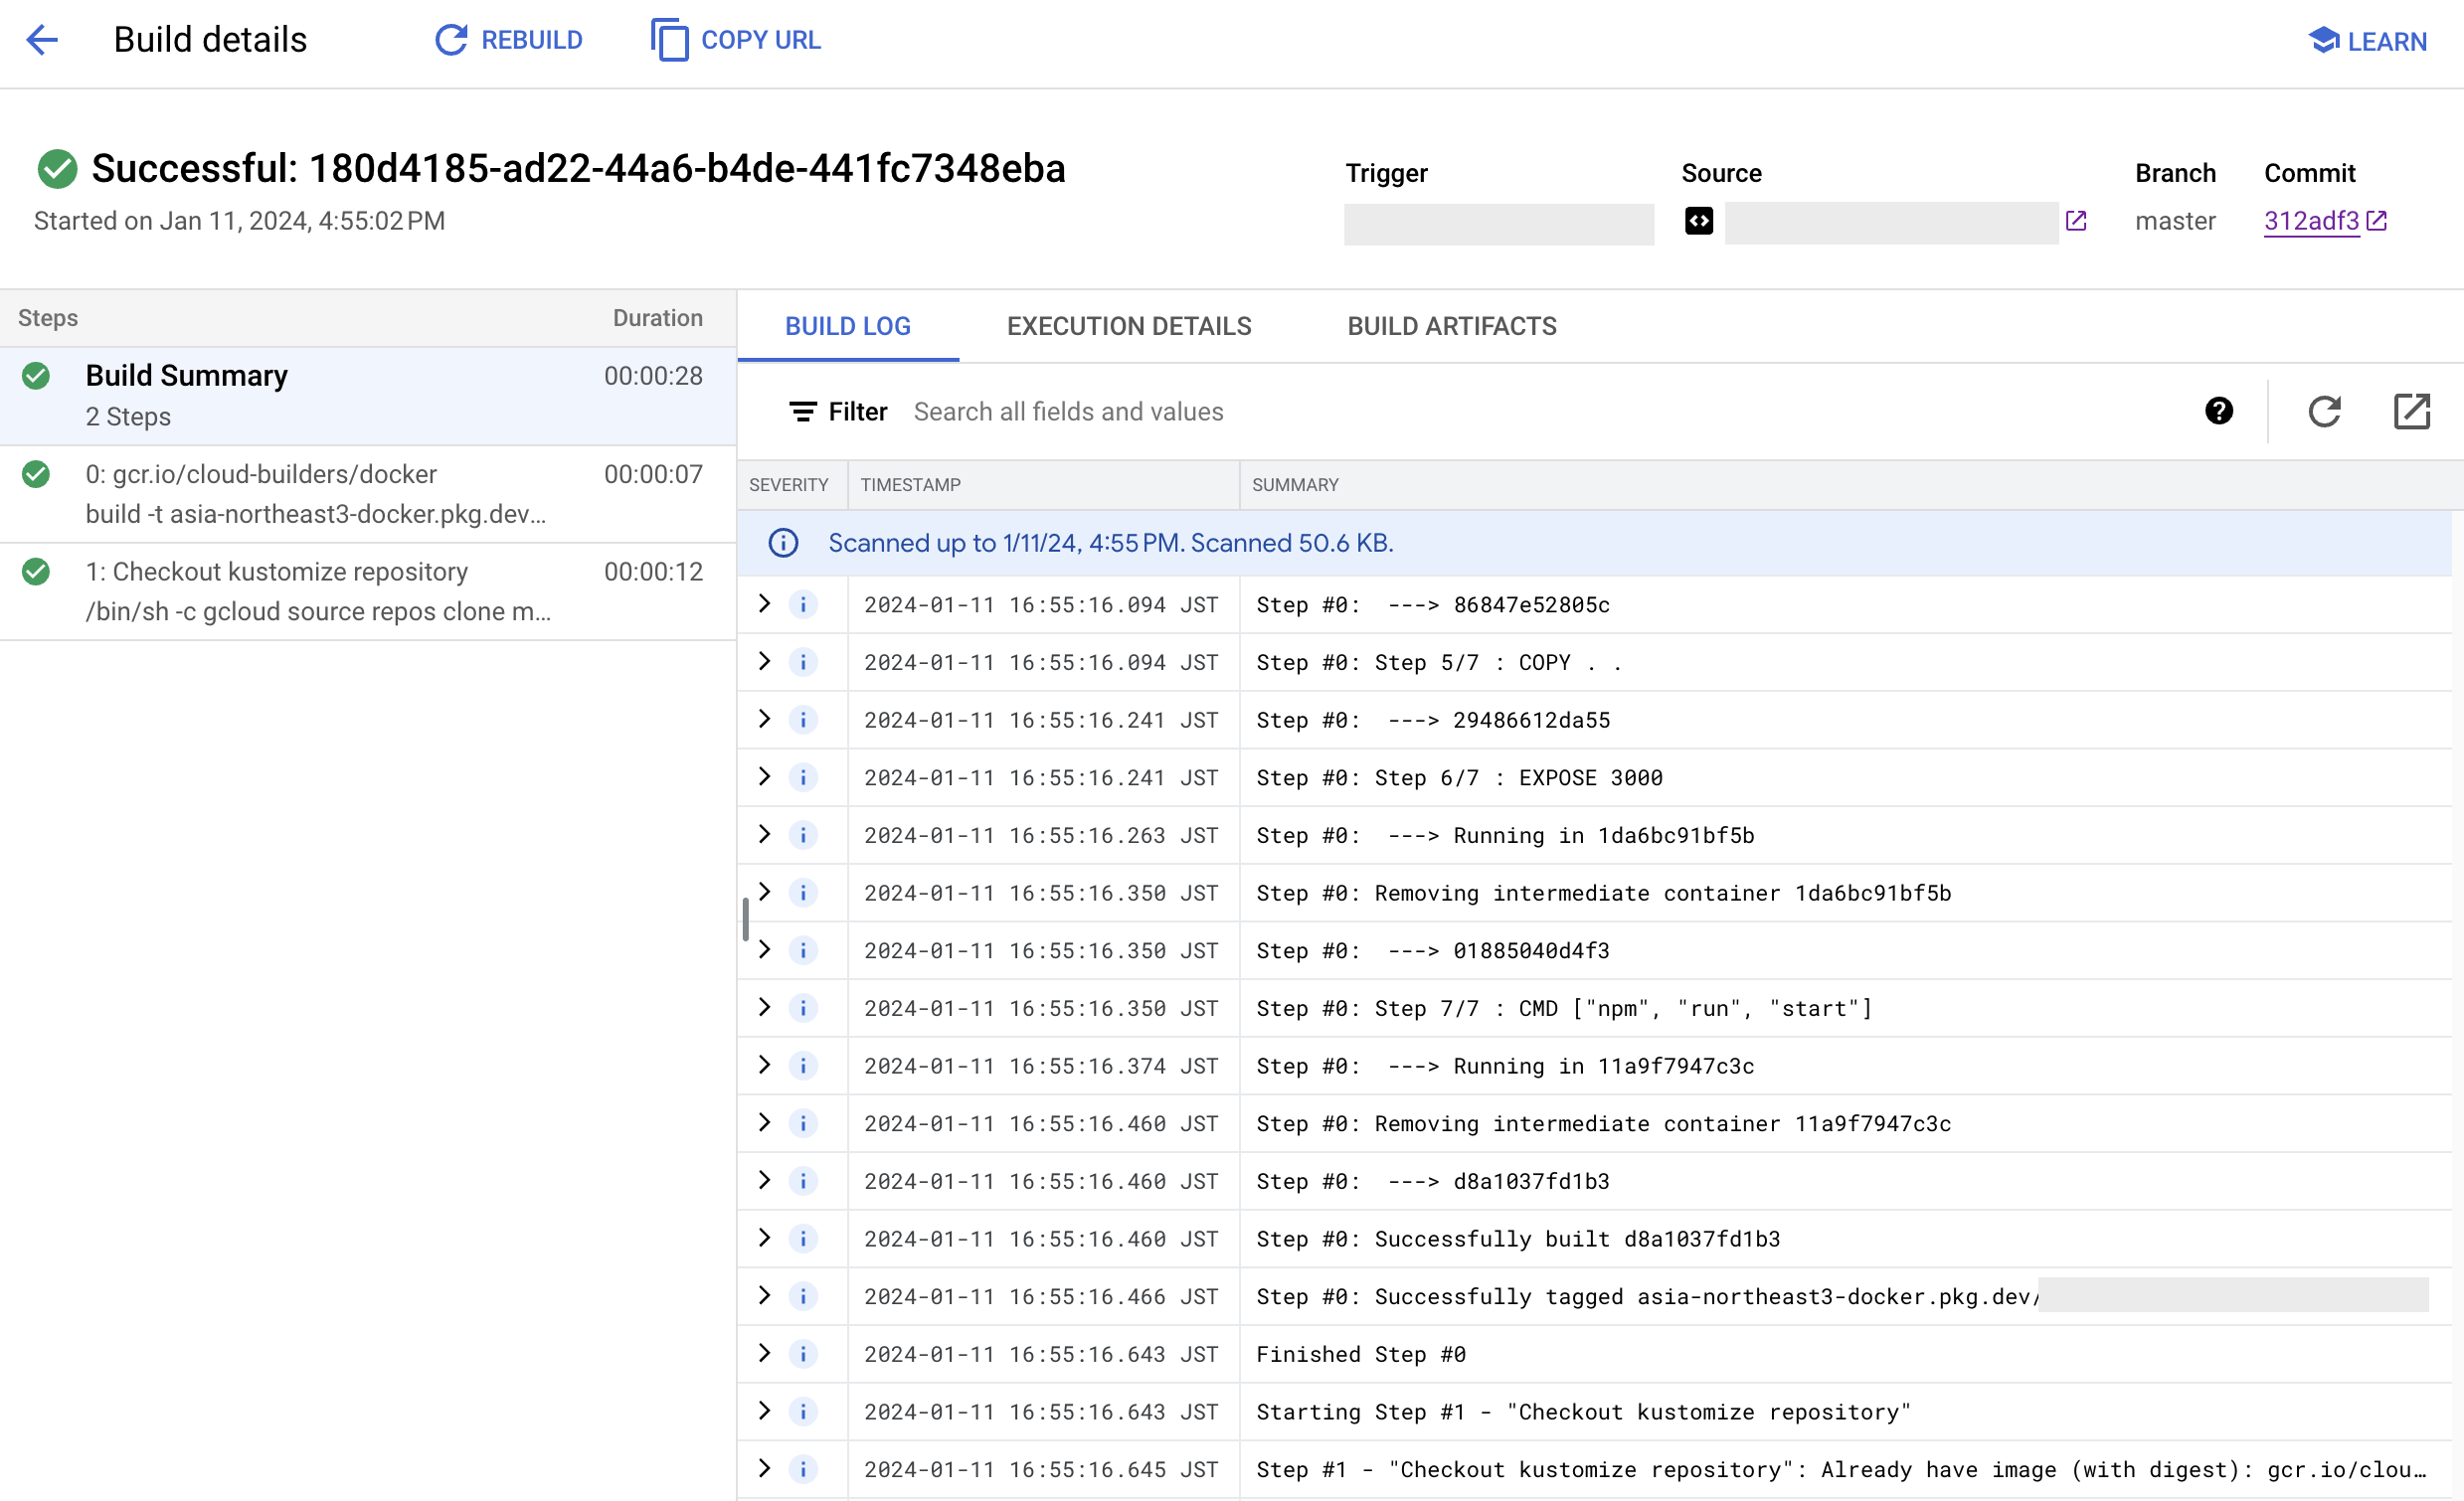 Build details
REBUILD
COPY URL
LEARN
Successful: 180d4185-ad22-44a6-b4de-441fc7348eba
Started on Jan 11, 2024, 4:55:02 PM
Trigger
Source
Branch
Commit
master
312adf3
Steps
Duration
Build Summary
00:00:28
2 Steps
0: gcr.io/cloud-builders/docker
00:00:07
build -t asia-northeast3-docker.pkg.dev…
1: Checkout kustomize repository
00:00:12
/bin/sh -c gcloud source repos clone m…
BUILD LOG
EXECUTION DETAILS
BUILD ARTIFACTS
Filter
Search all fields and values
SEVERITY
TIMESTAMP
SUMMARY
Scanned up to 1/11/24, 4:55 PM. Scanned 50.6 KB.
2024-01-11 16:55:16.094 JST Step #0:  ---> 86847e52805c
2024-01-11 16:55:16.094 JST Step #0: Step 5/7 : COPY . .
2024-01-11 16:55:16.241 JST Step #0:  ---> 29486612da55
2024-01-11 16:55:16.241 JST Step #0: Step 6/7 : EXPOSE 3000
2024-01-11 16:55:16.263 JST Step #0:  ---> Running in 1da6bc91bf5b
2024-01-11 16:55:16.350 JST Step #0: Removing intermediate container 1da6bc91bf5b
2024-01-11 16:55:16.350 JST Step #0:  ---> 01885040d4f3
2024-01-11 16:55:16.350 JST Step #0: Step 7/7 : CMD ["npm", "run", "start"]
2024-01-11 16:55:16.374 JST Step #0:  ---> Running in 11a9f7947c3c
2024-01-11 16:55:16.460 JST Step #0: Removing intermediate container 11a9f7947c3c
2024-01-11 16:55:16.460 JST Step #0:  ---> d8a1037fd1b3
2024-01-11 16:55:16.460 JST Step #0: Successfully built d8a1037fd1b3
2024-01-11 16:55:16.466 JST Step #0: Successfully tagged asia-northeast3-docker.pkg.dev/
2024-01-11 16:55:16.643 JST Finished Step #0
2024-01-11 16:55:16.643 JST Starting Step #1 - "Checkout kustomize repository"
2024-01-11 16:55:16.645 JST Step #1 - "Checkout kustomize repository": Already have image (with digest): gcr.io/clou…